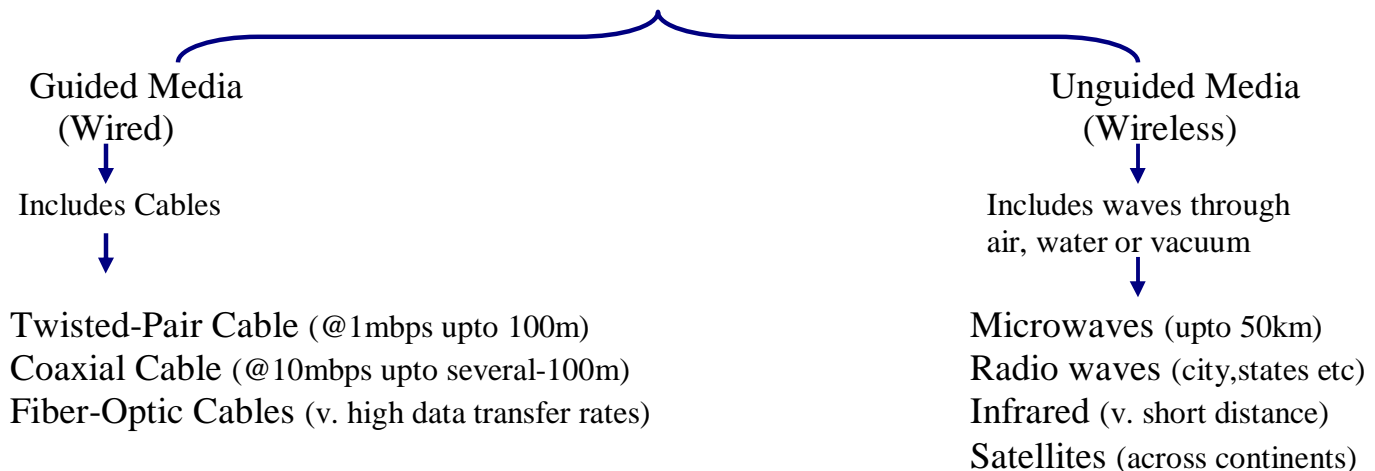 Guided Media
(Wired)
Includes Cables
Twisted-Pair Cable (@1mbps upto 100m)
Coaxial Cable (@10mbps upto several-100m)
Fiber-Optic Cables (v. high data transfer rates)
Unguided Media
(Wireless)
Includes waves through
air, water or vacuum
Microwaves (upto 50km)
Radio waves (city,states etc)
Infrared (v. short distance)
Satellites (across continents)